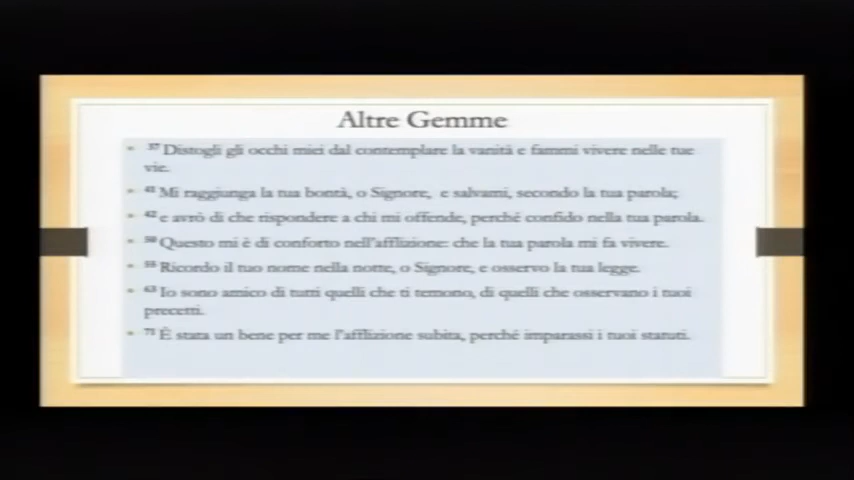 Altre Gemme
37 Distogli gli occhi miei dal contemplare la vanità e fammi vivere nelle tue
vie.
41 Mi raggiunga la tua bontà, o Signore, e salvami, secondo la tua parola;
42 e avrò di che rispondere a chi mi offende, perché confido nella tua parola.
50 Questo mi è di conforto nell'afflizione: che la tua parola mi fa vivere.
55 Ricordo il tuo nome nella notte, o Signore, e osservo la tua legge.
63 Io sono amico di tutti quelli che ti temono, di quelli che osservano i tuoi
precetti.
71 È stata un bene per me l'afflizione subita, perché imparassi i tuoi statuti.